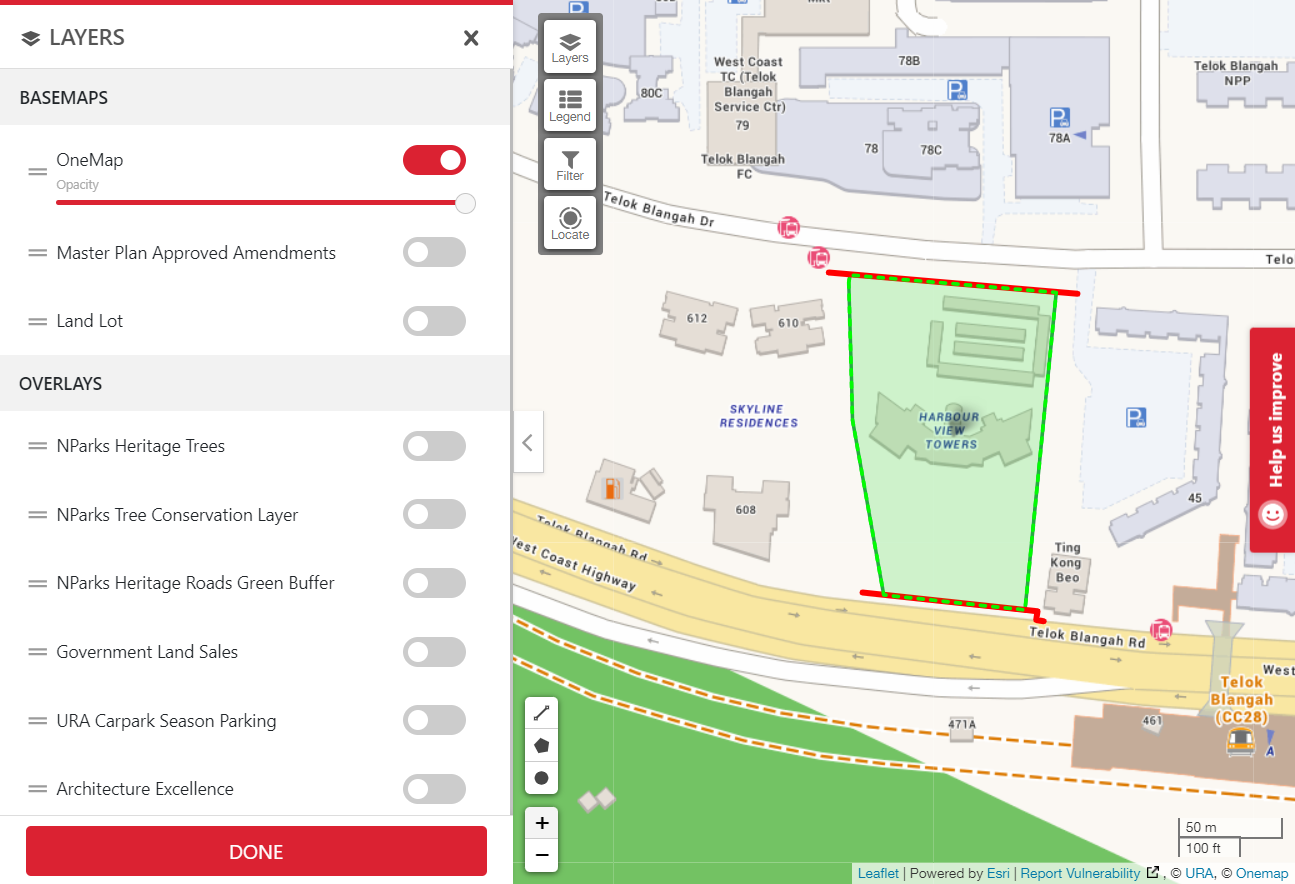 LAYERS
BASEMAPS
OneMap
Opacity
Master Plan Approved Amendments
Land Lot
OVERLAYS
NParks Heritage Trees
NParks Tree Conservation Layer
NParks Heritage Roads Green Buffer
Government Land Sales
URA Carpark Season Parking
Architecture Excellence
DONE
Layers
Legend
Filter
Locate
80C
West Coast
TC (Telok
Blangah
Service Ctr)
79
Telok Blangah
FC
78B
P
78
78C
P
78A
Telok Blangah
NPP
Telok Blangah Dr
Telo
612
610
SKYLINE
RESIDENCES
HARBOUR
VIEW
TOWERS
P
45
608
Ting
Kong
Beo
Telok Blangah Rd
West Coast Highway
Telok Blangah Rd
West
Telok
Blangah
(CC28)
A
461
471A
Help us improve
+
−
50 m
100 ft
Leaflet | Powered by Esri | Report Vulnerability , © URA, © Onemap